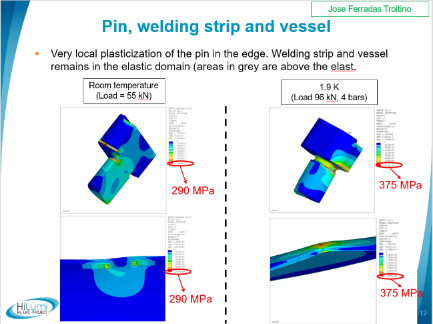 Jose Ferradas Troitino
Pin, welding strip and vessel
Very local plasticization of the pin in the edge. Welding strip and vessel
remains in the elastic domain (areas in grey are above the elast.
Room temperature
(Load = 55 kN)
1.9 K
(Load 96 kN, 4 bars)
290 MPa
375 MPa
290 MPa
375 MPa
HiLumi
HL-LHC PROJECT
12